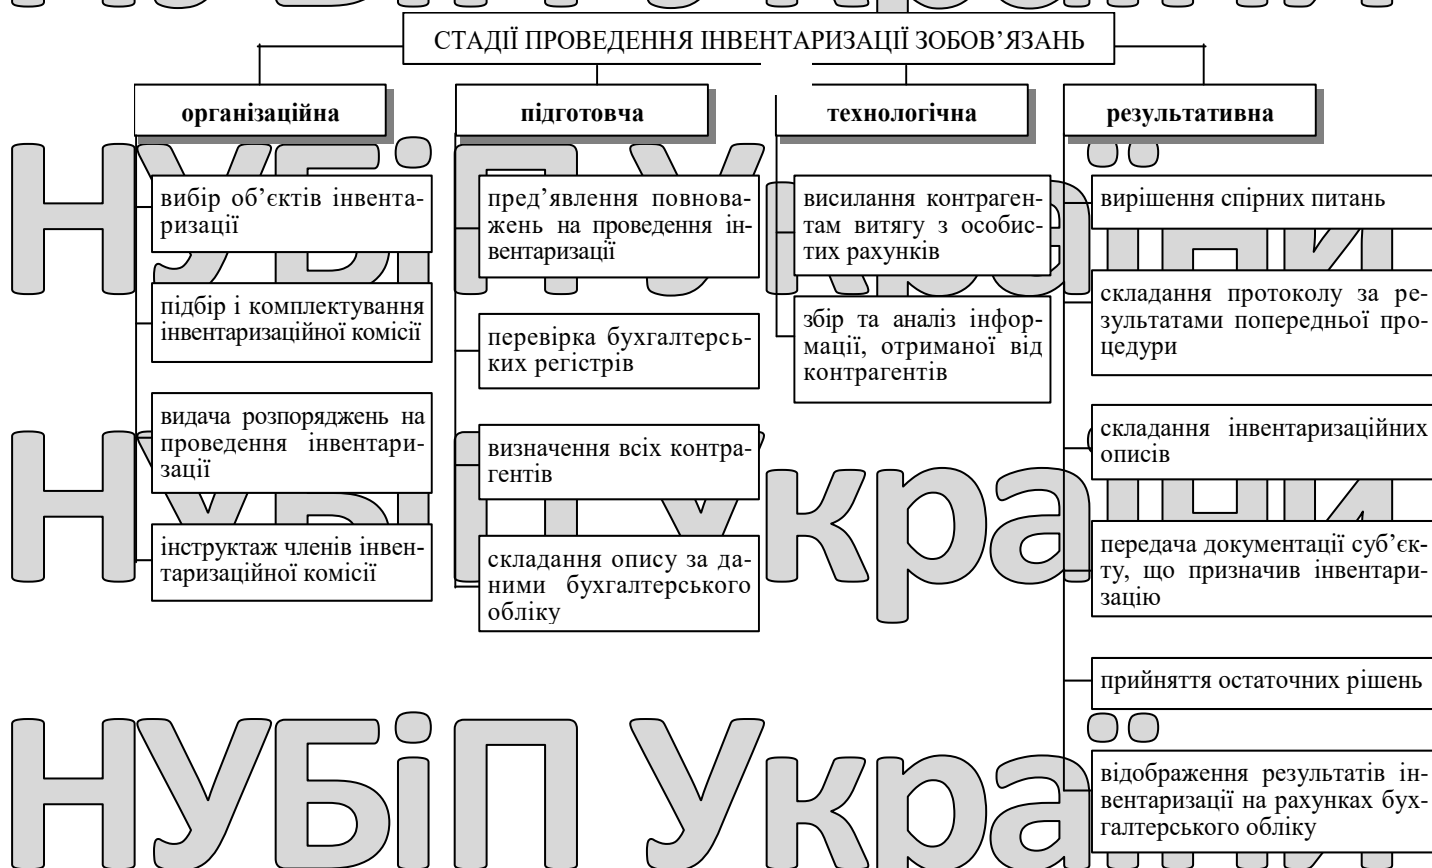 СТАДІЇ ПРОВЕДЕННЯ ІНВЕНТАРИЗАЦІЇ ЗОБОВ’ЯЗАНЬ
організаційна
вибір об’єктів інвента-
ризації
підбір і комплектування
інвентаризаційної комісії
видача розпоряджень на
проведення інвентари-
зації
інструктаж членів інвен-
таризаційної комісії
підготовча
пред’явлення повнова-
жень на проведення ін-
вентаризації
перевірка бухгалтерсь-
ких регістрів
визначення всіх контра-
гентів
складання опису за да-
ними бухгалтерського
обліку
технологічна
висилання контраген-
там витягу з особис-
тих рахунків
збір та аналіз інфор-
мації, отриманої від
контрагентів
результативна
вирішення спірних питань
складання протоколу за ре-
зультатами попередньої про-
цедури
складання інвентаризаційних
описів
передача документації суб’єк-
ту, що призначив інвентари-
зацію
прийняття остаточних рішень
відображення результатів ін-
вентаризації на рахунках бух-
галтерського обліку
НУБіП України
НУБіП України
НУБіП України